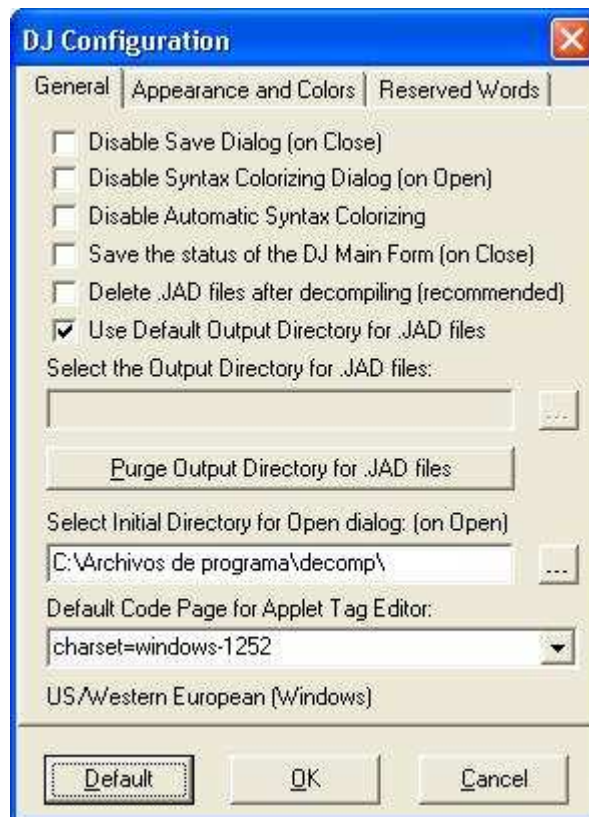 DJ Configuration
General Appearance and Colors Reserved Words
Disable Save Dialog (on Close)
Disable Syntax Colorizing Dialog (on Open)
Disable Automatic Syntax Colorizing
Save the status of the DJ Main Form (on Close)
Delete .JAD files after decompiling (recommended)
Use Default Output Directory for .JAD files
Select the Output Directory for .JAD files:
...
Purge Output Directory for .JAD files
Select Initial Directory for Open dialog: (on Open)
C:\Archivos de programa\decomp\ ...
Default Code Page for Applet Tag Editor:
charset=windows-1252
US/Western European (Windows)
Default OK Cancel